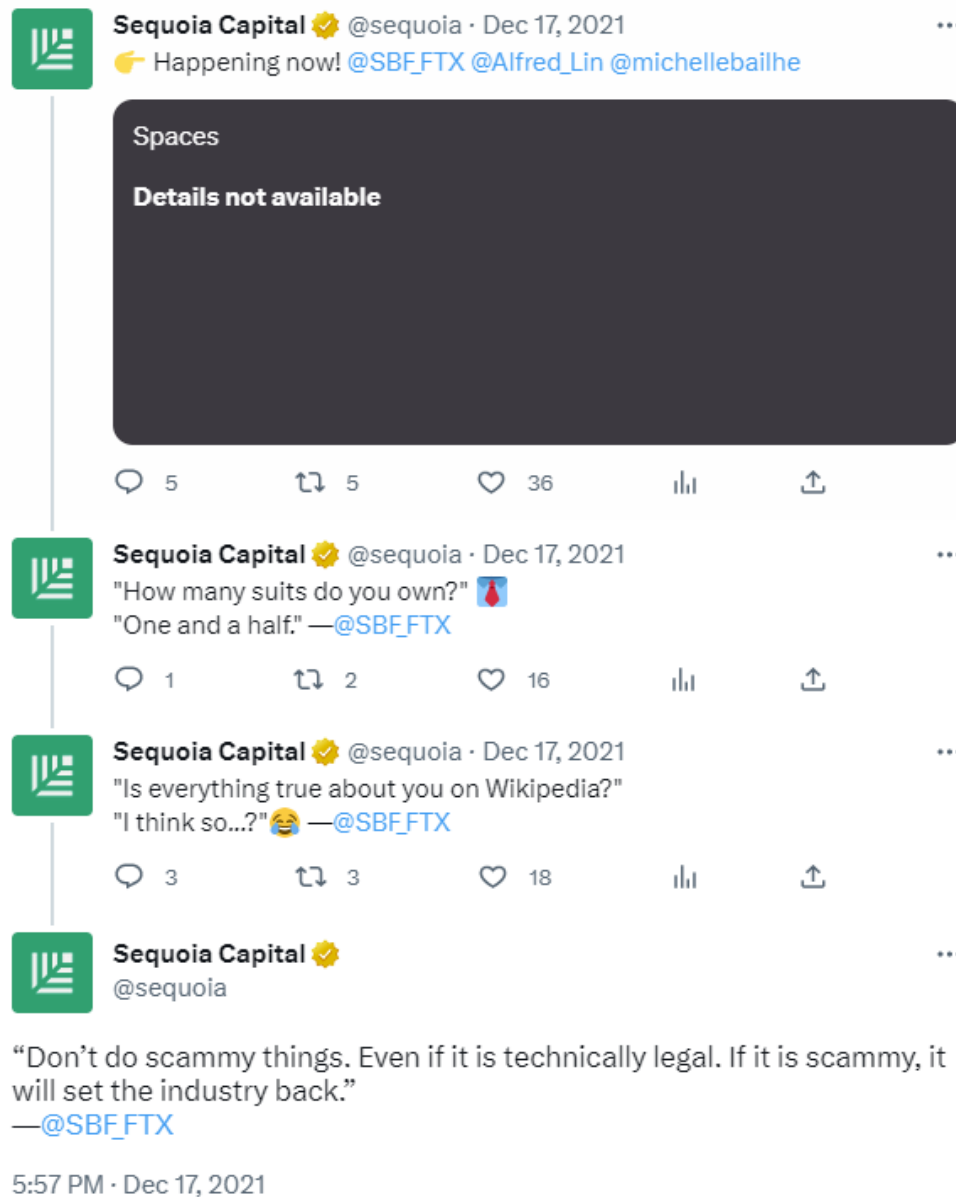 Sequoia Capital @sequoia · Dec 17, 2021
👉 Happening now! @SBF_FTX @Alfred_Lin @michellebailhe
Spaces
Details not available
5 5 36
Sequoia Capital @sequoia · Dec 17, 2021
"How many suits do you own?" 👔
"One and a half." —@SBF_FTX
1 2 16
Sequoia Capital @sequoia · Dec 17, 2021
"Is everything true about you on Wikipedia?"
"I think so...?"😂 —@SBF_FTX
3 3 18
Sequoia Capital
@sequoia
“Don’t do scammy things. Even if it is technically legal. If it is scammy, it
will set the industry back.”
—@SBF_FTX
5:57 PM · Dec 17, 2021